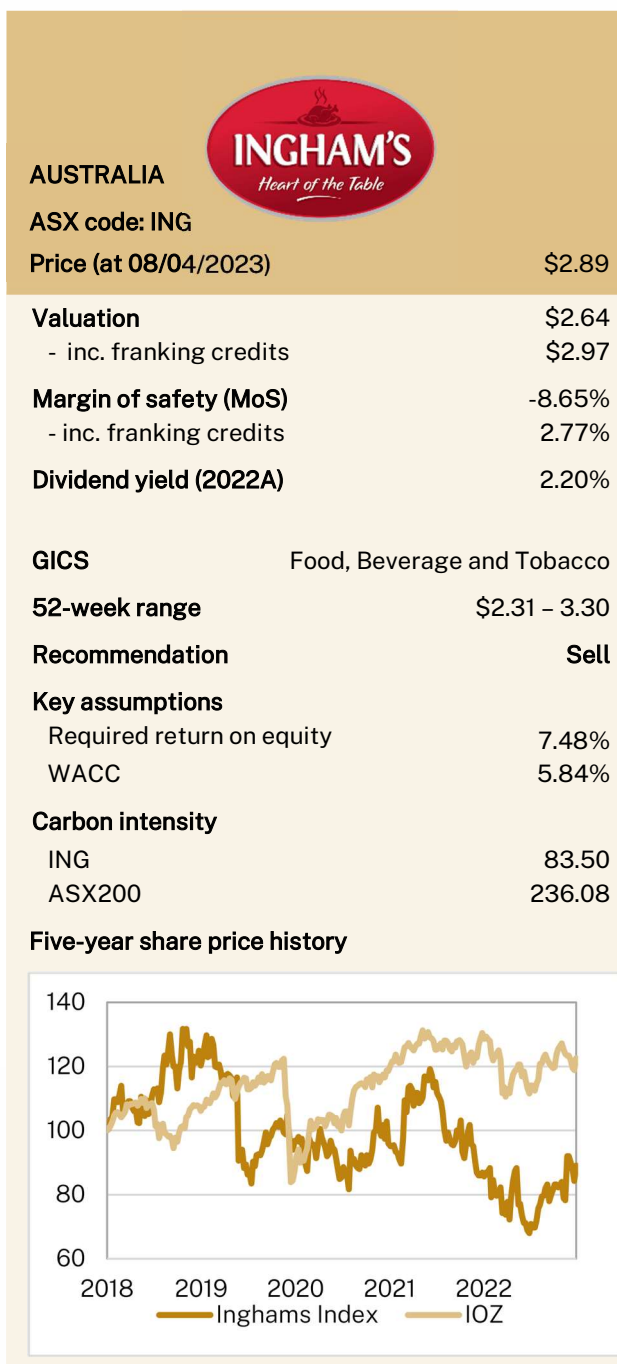 INGHAM'S
Heart of the Table
AUSTRALIA
ASX code: ING
Price (at 08/04/2023) $2.89
Valuation $2.64
- inc. franking credits $2.97
Margin of safety (MoS) -8.65%
- inc. franking credits 2.77%
Dividend yield (2022A) 2.20%
GICS Food, Beverage and Tobacco
52-week range $2.31 – 3.30
Recommendation Sell
Key assumptions
Required return on equity 7.48%
WACC 5.84%
Carbon intensity
ING 83.50
ASX200 236.08
Five-year share price history
140
120
100
80
60
2018 2019 2020 2021 2022
Inghams Index IOZ